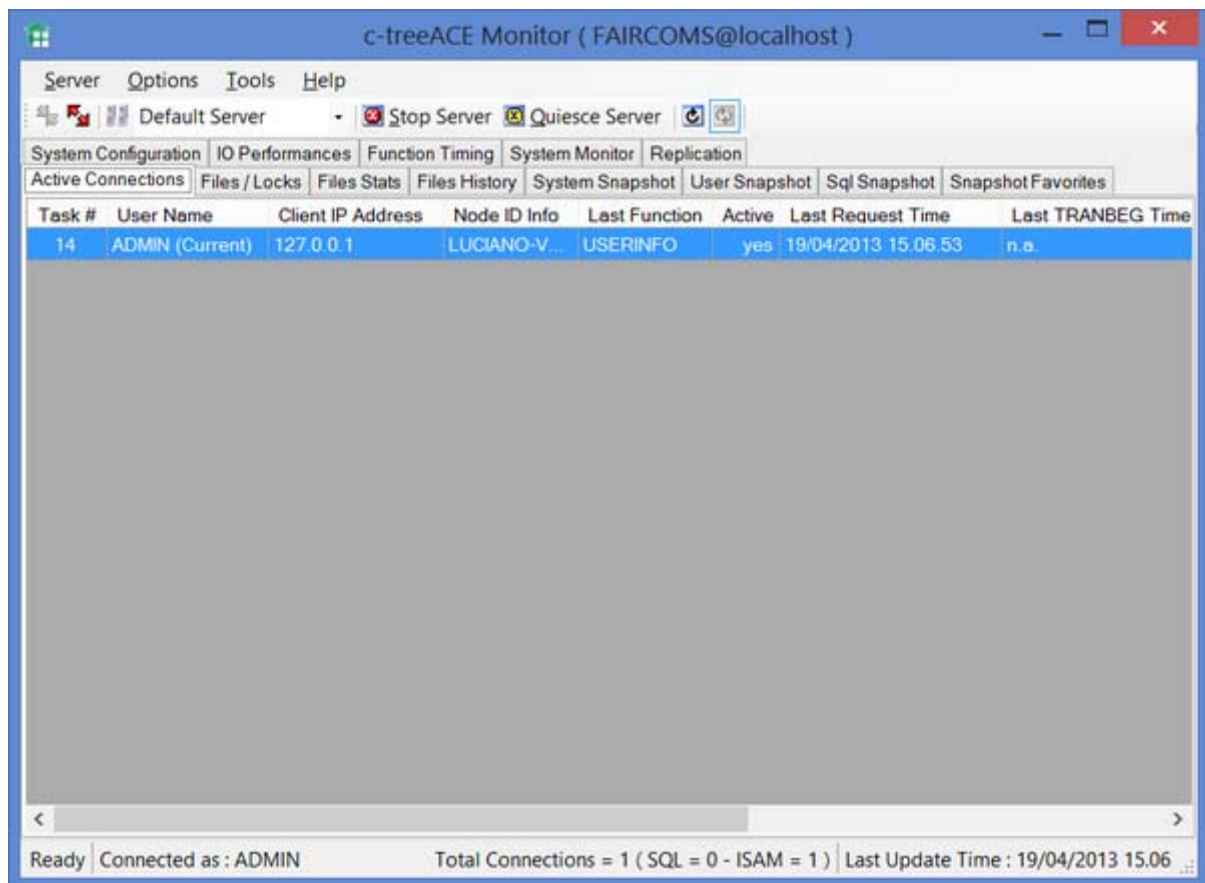 c-treeACE Monitor ( FAIRCOMS@localhost )
Server Options Tools Help
Default Server Stop Server Quiesce Server
System Configuration IO Performances Function Timing System Monitor Replication
Active Connections Files / Locks Files Stats Files History System Snapshot User Snapshot Sql Snapshot Snapshot Favorites
Task # User Name Client IP Address Node ID Info Last Function Active Last Request Time Last TRANBEG Time
14 ADMIN (Current) 127.0.0.1 LUCIANO-V... USERINFO yes 19/04/2013 15.06.53 n.a.
Ready Connected as : ADMIN Total Connections = 1 ( SQL = 0 - ISAM = 1 ) Last Update Time : 19/04/2013 15.06